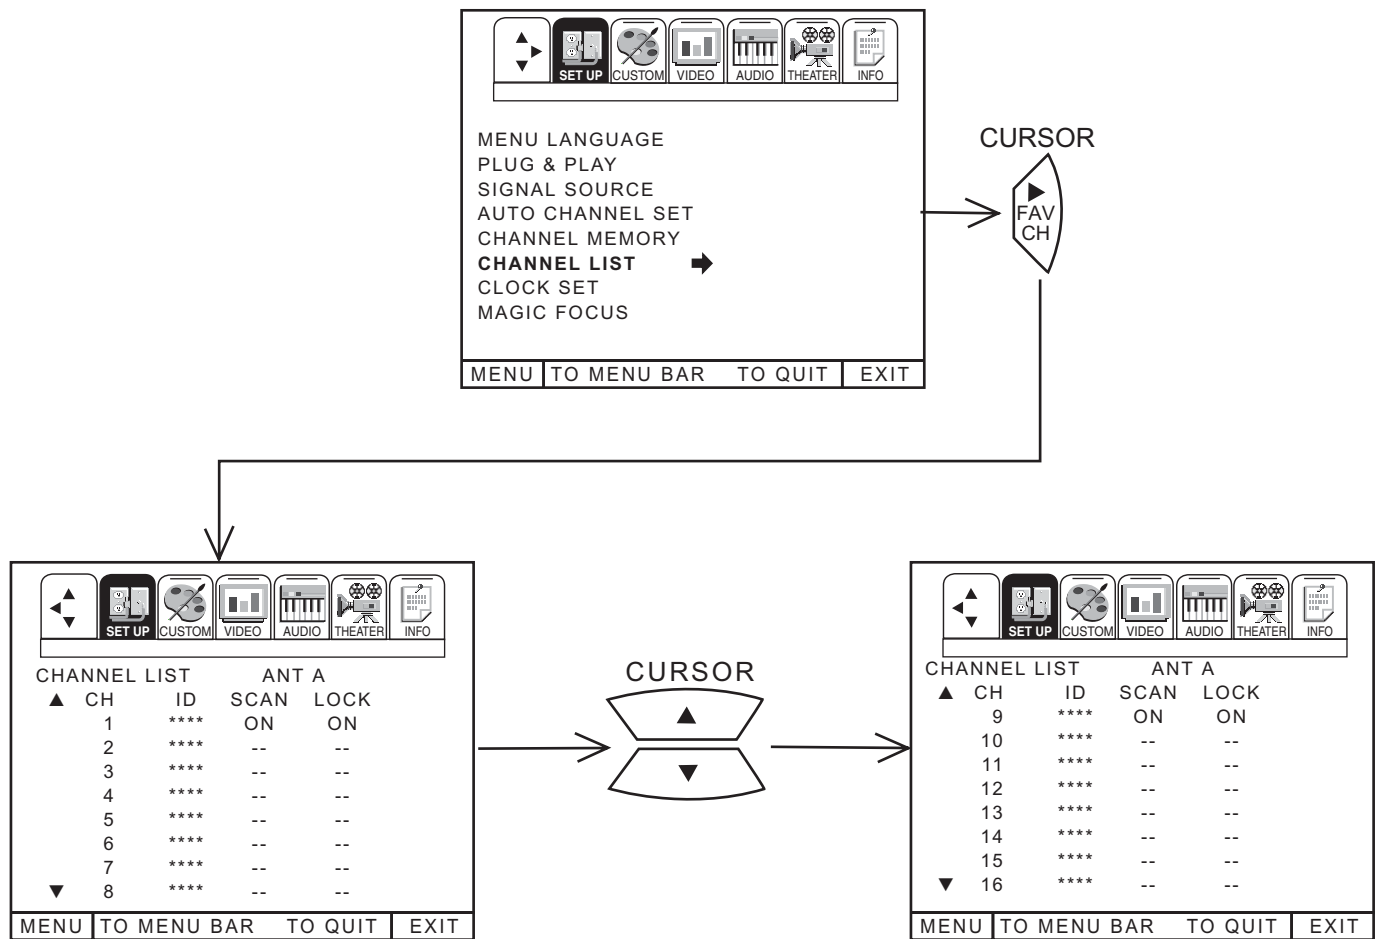 SET UP CUSTOM VIDEO AUDIO THEATER INFO
MENU LANGUAGE
PLUG & PLAY
SIGNAL SOURCE
AUTO CHANNEL SET
CHANNEL MEMORY
CHANNEL LIST
CLOCK SET
MAGIC FOCUS
MENU TO MENU BAR TO QUIT EXIT
CURSOR
FAV
CH
SET UP CUSTOM VIDEO AUDIO THEATER INFO
CHANNEL LIST ANT A
CH ID SCAN LOCK
1 **** ON ON
2 **** -- --
3 **** -- --
4 **** -- --
5 **** -- --
6 **** -- --
7 **** -- --
8 **** -- --
MENU TO MENU BAR TO QUIT EXIT
CURSOR
SET UP CUSTOM VIDEO AUDIO THEATER INFO
CHANNEL LIST ANT A
CH ID SCAN LOCK
9 **** ON ON
10 **** -- --
11 **** -- --
12 **** -- --
13 **** -- --
14 **** -- --
15 **** -- --
16 **** -- --
MENU TO MENU BAR TO QUIT EXIT